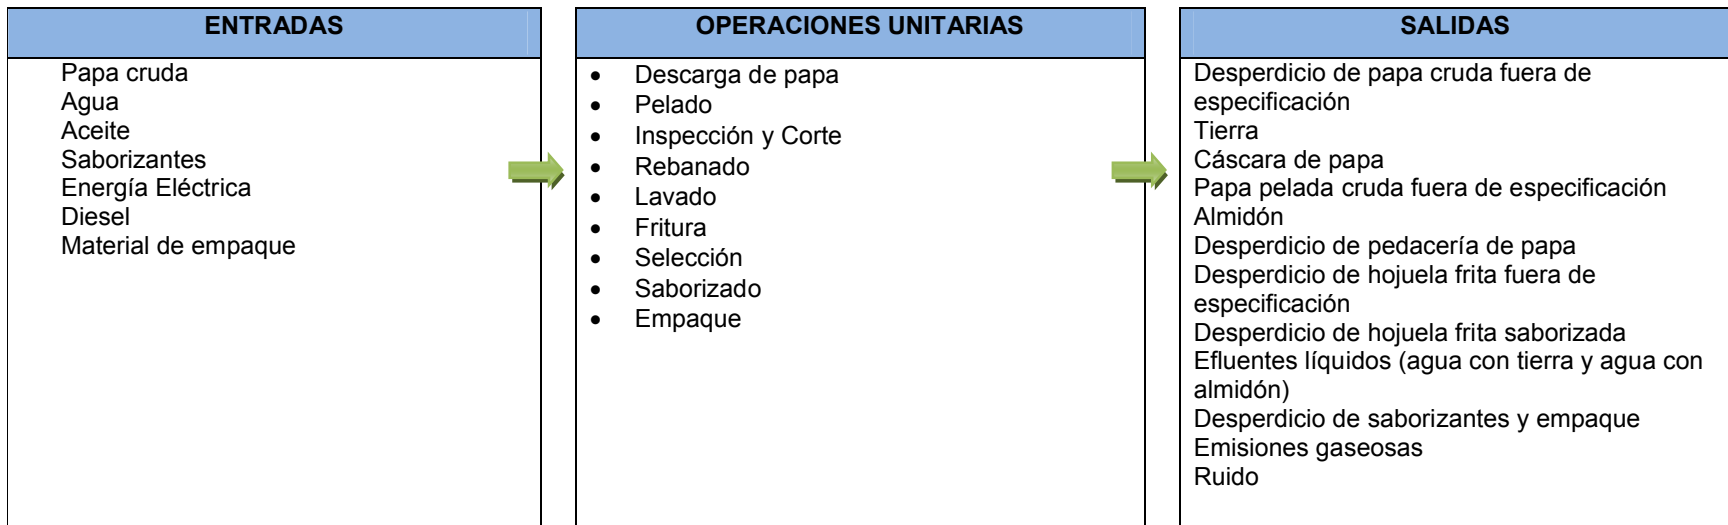 ENTRADAS
Papa cruda
Agua
Aceite
Saborizantes
Energía Eléctrica
Diesel
Material de empaque
OPERACIONES UNITARIAS
• Descarga de papa
• Pelado
• Inspección y Corte
• Rebanado
• Lavado
• Fritura
• Selección
• Saborizado
• Empaque
SALIDAS
Desperdicio de papa cruda fuera de
especificación
Tierra
Cáscara de papa
Papa pelada cruda fuera de especificación
Almidón
Desperdicio de pedacería de papa
Desperdicio de hojuela frita fuera de
especificación
Desperdicio de hojuela frita saborizada
Efluentes líquidos (agua con tierra y agua con
almidón)
Desperdicio de saborizantes y empaque
Emisiones gaseosas
Ruido